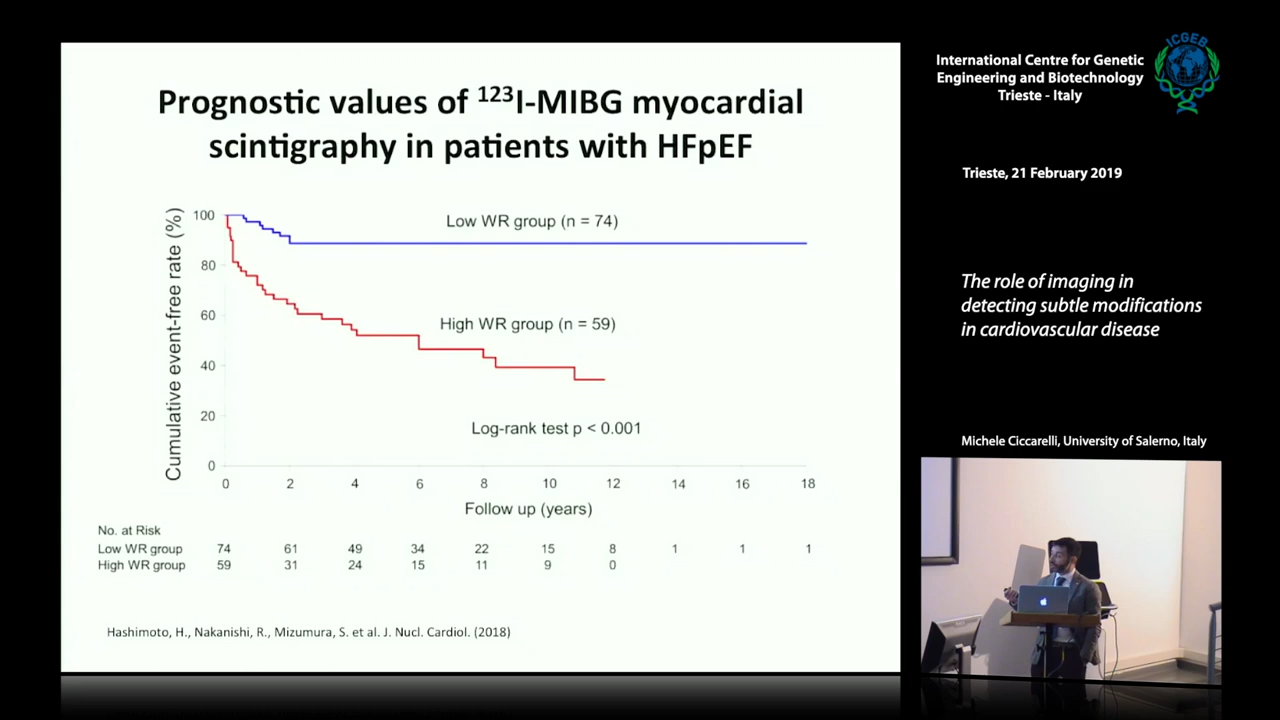 Prognostic values of ¹²³I-MIBG myocardial
scintigraphy in patients with HFpEF
Cumulative event-free rate (%)
100
80
60
40
20
0
Low WR group (n = 74)
High WR group (n = 59)
Log-rank test p < 0.001
0 2 4 6 8 10 12 14 16 18
Follow up (years)
No. at Risk
Low WR group 74 61 49 34 22 15 8 1 1 1
High WR group 59 31 24 15 11 9 0
Hashimoto, H., Nakanishi, R., Mizumura, S. et al. J. Nucl. Cardiol. (2018)
ICGEB
International Centre for Genetic
Engineering and Biotechnology
Trieste - Italy
Trieste, 21 February 2019
The role of imaging in
detecting subtle modifications
in cardiovascular disease
Michele Ciccarelli, University of Salerno, Italy